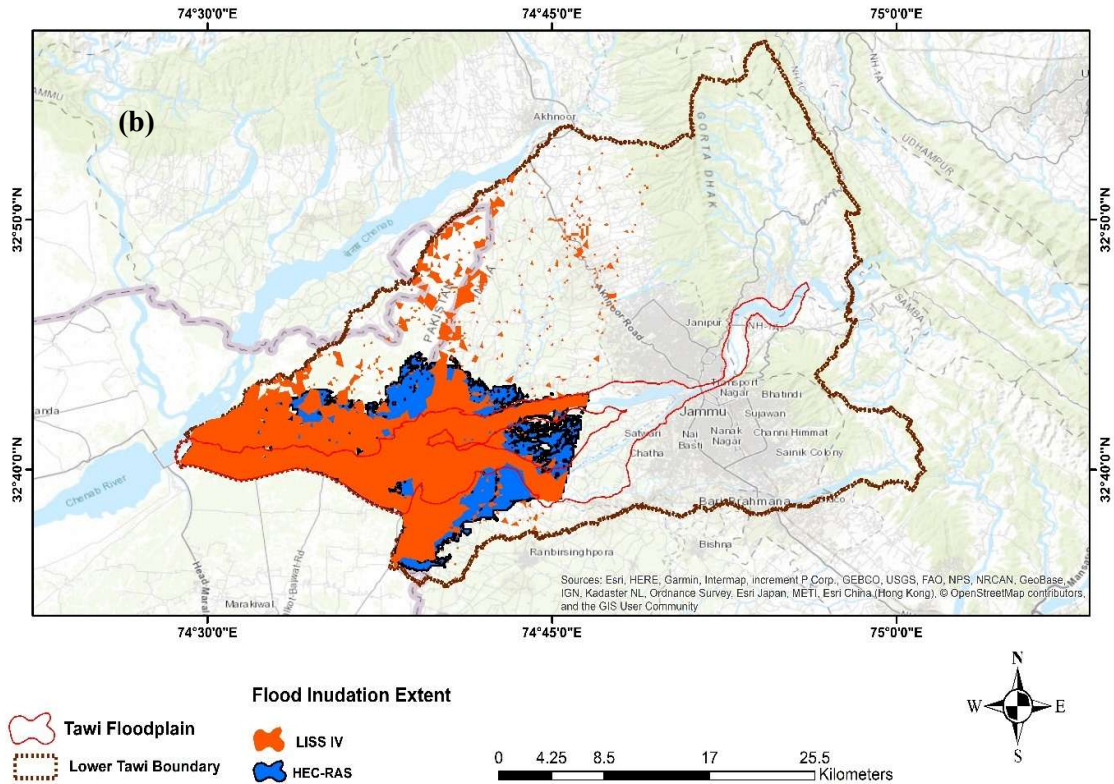 74°30'0"E 74°45'0"E 75°0'0"E
(b)
Akhnoor
NH-1A
GORTA DHAK
UDHAMPUR
32°50'0"N 32°50'0"N
Chenab
PAKISTAN
Akhnoor Road
SAMBA
Janipur
Transport
Nagar Bhatindi
Jammu Sujawan
Satwari Nai Nanak Channi Himmat
Basti Nagar
Chatha Sainik Colony
32°40'0"N 32°40'0"N
Chenab River
Bari Brahmana
Ranbirsinghpora Bishna
Marakiwal
Sources: Esri, HERE, Garmin, Intermap, increment P Corp., GEBCO, USGS, FAO, NPS, NRCAN, GeoBase,
IGN, Kadaster NL, Ordnance Survey, Esri Japan, METI, Esri China (Hong Kong), © OpenStreetMap contributors,
and the GIS User Community
74°30'0"E 74°45'0"E 75°0'0"E
Flood Inudation Extent
Tawi Floodplain
Lower Tawi Boundary
LISS IV
HEC-RAS
N
W E
S
0 4.25 8.5 17 25.5
Kilometers